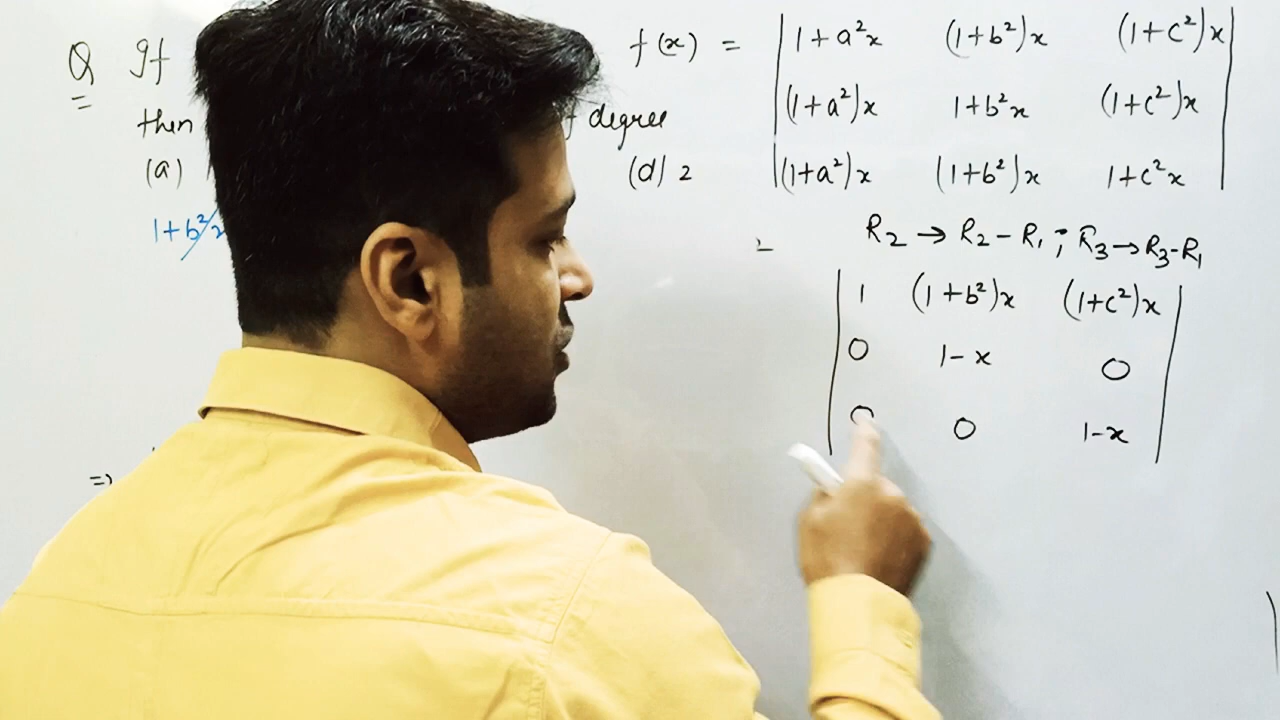 Q If f(x) = | 1+a²x (1+b²)x (1+c²)x |
| (1+a²)x 1+b²x (1+c²)x |
then degree
| (1+a²)x (1+b²)x 1+c²x |
(a) (d) 2
1+b²
R₂ → R₂ - R₁ ; R₃ → R₃-R₁
| 1 (1+b²)x (1+c²)x |
| 0 1-x 0 |
| 0 0 1-x |
=>